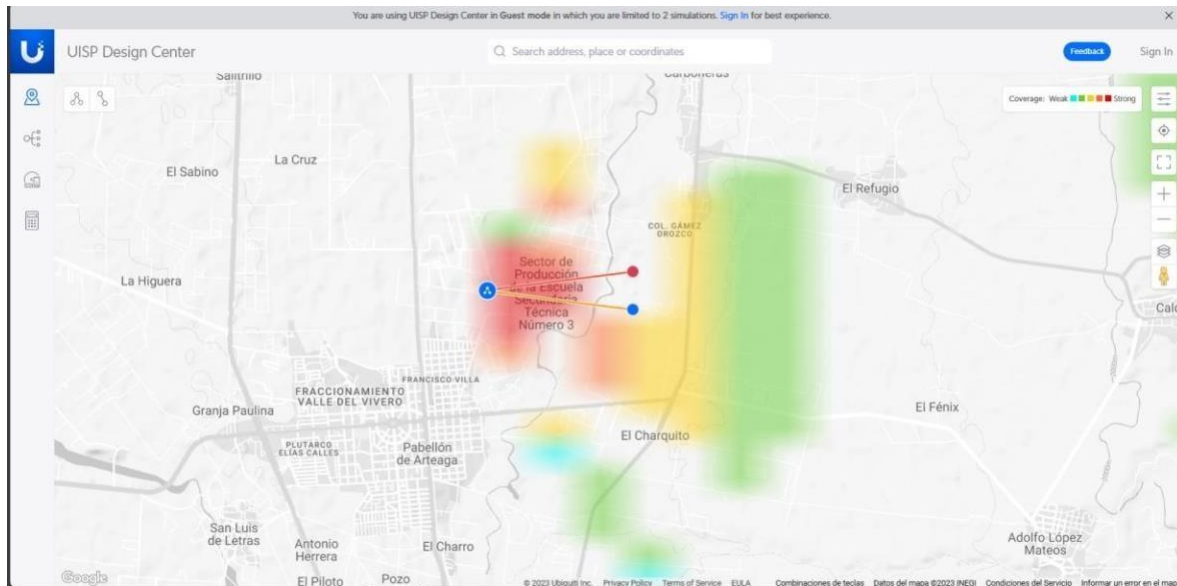 You are using UISP Design Center in Guest mode in which you are limited to 2 simulations. Sign In for best experience.
UISP Design Center
Search address, place or coordinates
Feedback
Sign In
Salitrillo
Carboneras
Coverage: Weak Strong
La Cruz
El Sabino
El Refugio
COL. GÁMEZ
OROZCO
Sector de
Producción
de la Escuela
Secundaria
Técnica
Número 3
La Higuera
FRANCISCO VILLA
FRACCIONAMIENTO
VALLE DEL VIVERO
Granja Paulina
El Fénix
El Charquito
PLUTARCO
ELÍAS CALLES
Pabellón
de Arteaga
San Luis
de Letras
Antonio
Herrera
El Charro
Adolfo López
Mateos
El Piloto
Pozo
Google
© 2023 Ubiquiti Inc. Privacy Policy Terms of Service EULA Combinaciones de teclas Datos del mapa ©2023 INEGI Condiciones del Servicio Informar un error en el mapa